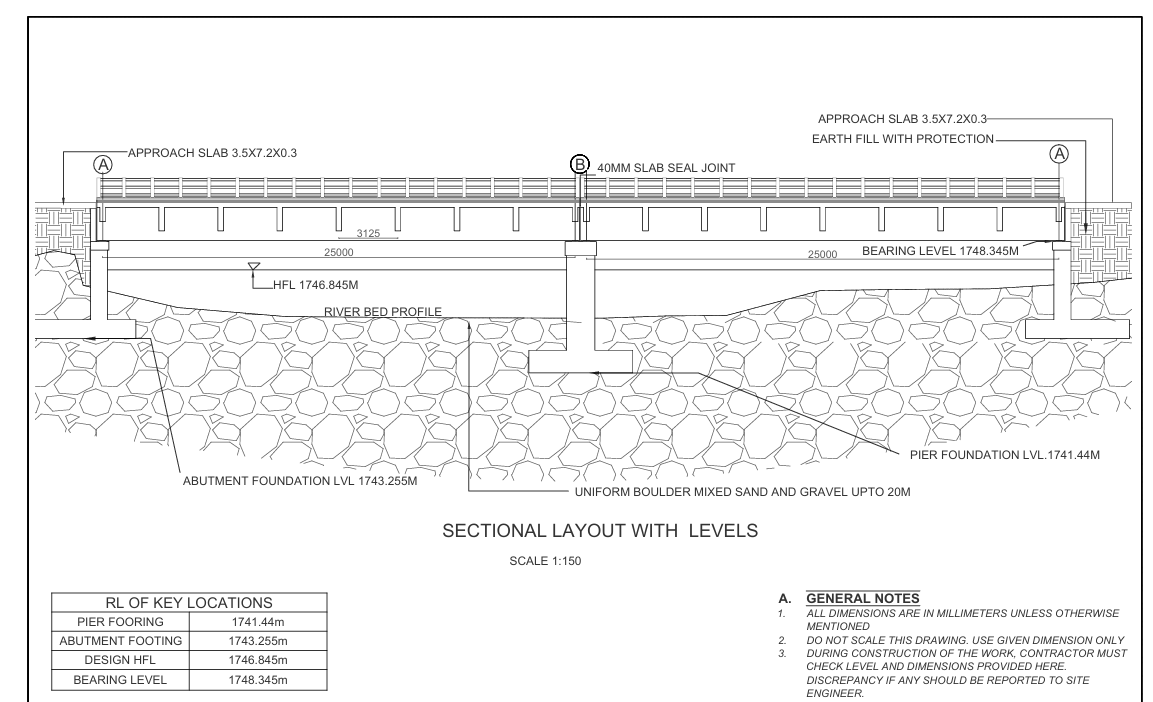 APPROACH SLAB 3.5X7.2X0.3
EARTH FILL WITH PROTECTION
APPROACH SLAB 3.5X7.2X0.3
A
B
40MM SLAB SEAL JOINT
A
3125
25000
25000
BEARING LEVEL 1748.345M
HFL 1746.845M
RIVER BED PROFILE
PIER FOUNDATION LVL.1741.44M
ABUTMENT FOUNDATION LVL 1743.255M
UNIFORM BOULDER MIXED SAND AND GRAVEL UPTO 20M
SECTIONAL LAYOUT WITH LEVELS
SCALE 1:150
RL OF KEY LOCATIONS
PIER FOORING 1741.44m
ABUTMENT FOOTING 1743.255m
DESIGN HFL 1746.845m
BEARING LEVEL 1748.345m
A. GENERAL NOTES
1. ALL DIMENSIONS ARE IN MILLIMETERS UNLESS OTHERWISE
MENTIONED
2. DO NOT SCALE THIS DRAWING. USE GIVEN DIMENSION ONLY
3. DURING CONSTRUCTION OF THE WORK, CONTRACTOR MUST
CHECK LEVEL AND DIMENSIONS PROVIDED HERE.
DISCREPANCY IF ANY SHOULD BE REPORTED TO SITE
ENGINEER.